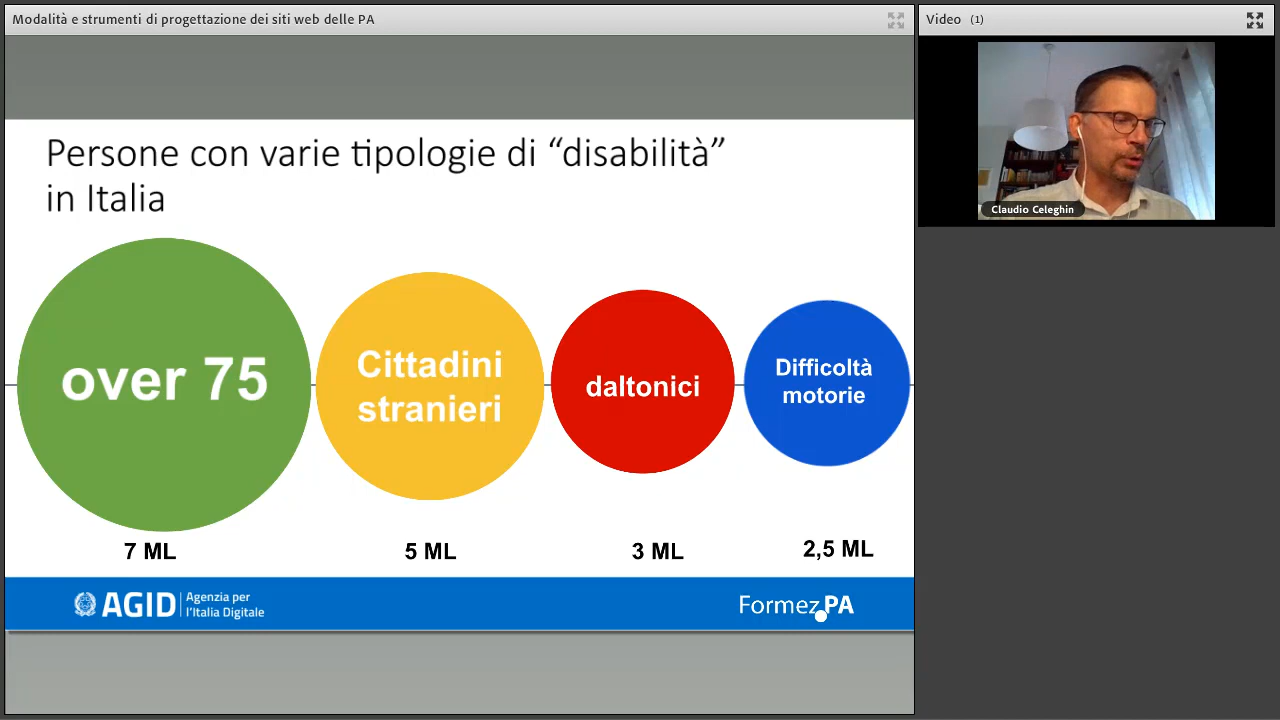 Modalità e strumenti di progettazione dei siti web delle PA
Video (1)
Claudio Celeghin
Persone con varie tipologie di “disabilità”
in Italia
over 75
Cittadini
stranieri
daltonici
Difficoltà
motorie
7 ML
5 ML
3 ML
2,5 ML
AGID
Agenzia per
l'Italia Digitale
Formez PA